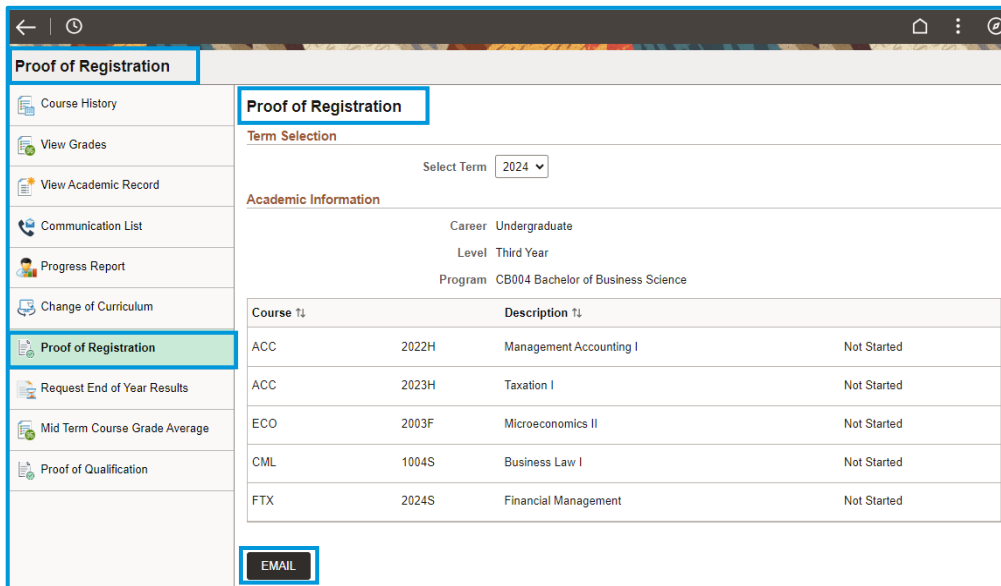 Proof of Registration
Course History
View Grades
View Academic Record
Communication List
Progress Report
Change of Curriculum
Proof of Registration
Request End of Year Results
Mid Term Course Grade Average
Proof of Qualification
Proof of Registration
Term Selection
Select Term 2024
Academic Information
Career Undergraduate
Level Third Year
Program CB004 Bachelor of Business Science
Course Description
ACC 2022H Management Accounting I Not Started
ACC 2023H Taxation I Not Started
ECO 2003F Microeconomics II Not Started
CML 1004S Business Law I Not Started
FTX 2024S Financial Management Not Started
EMAIL